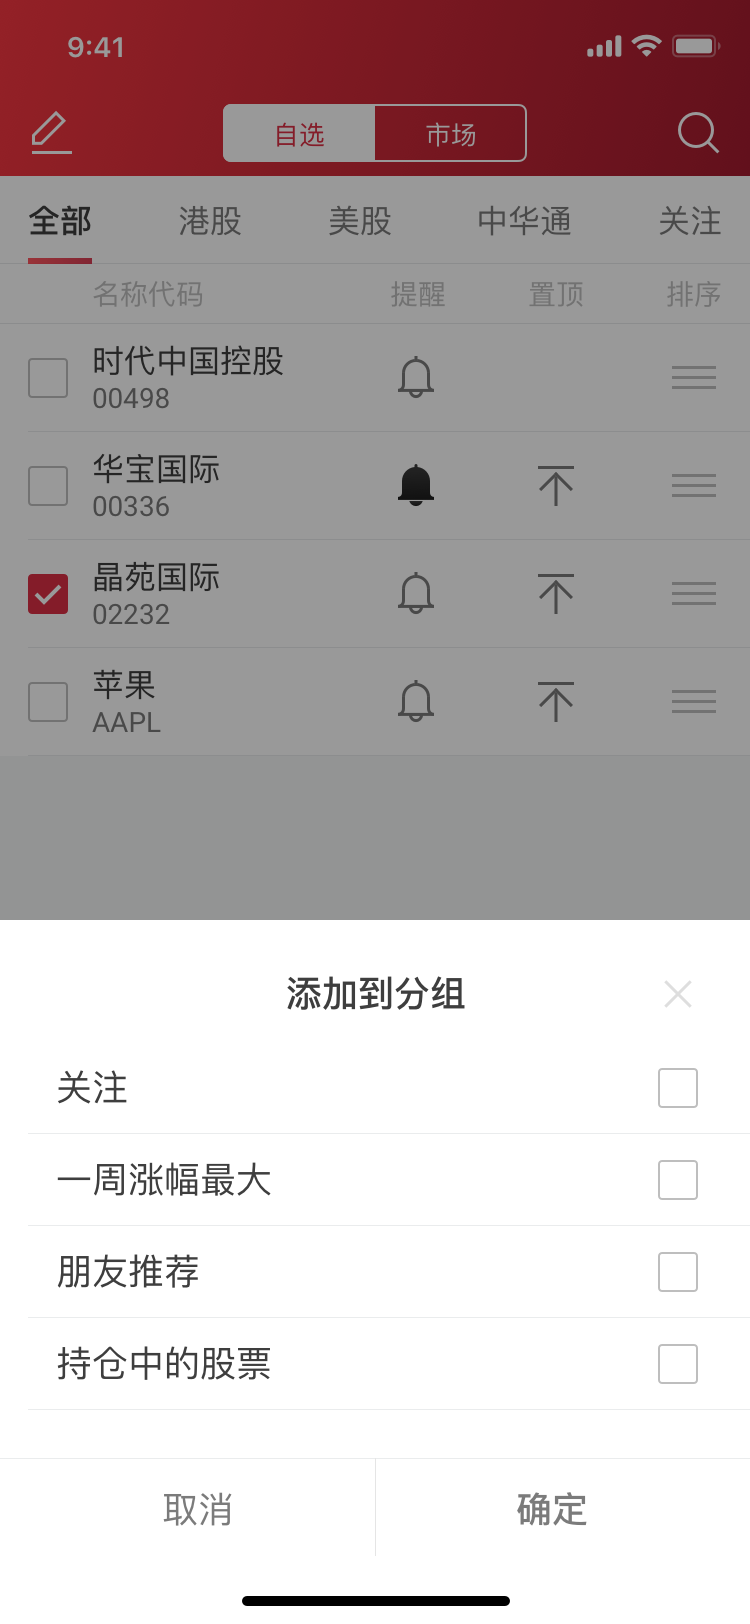 9:41
自选 市场
全部 港股 美股 中华通 关注
名称代码 提醒 置顶 排序
时代中国控股
00498
华宝国际
00336
晶苑国际
02232
苹果
AAPL
添加到分组
关注
一周涨幅最大
朋友推荐
持仓中的股票
取消 确定